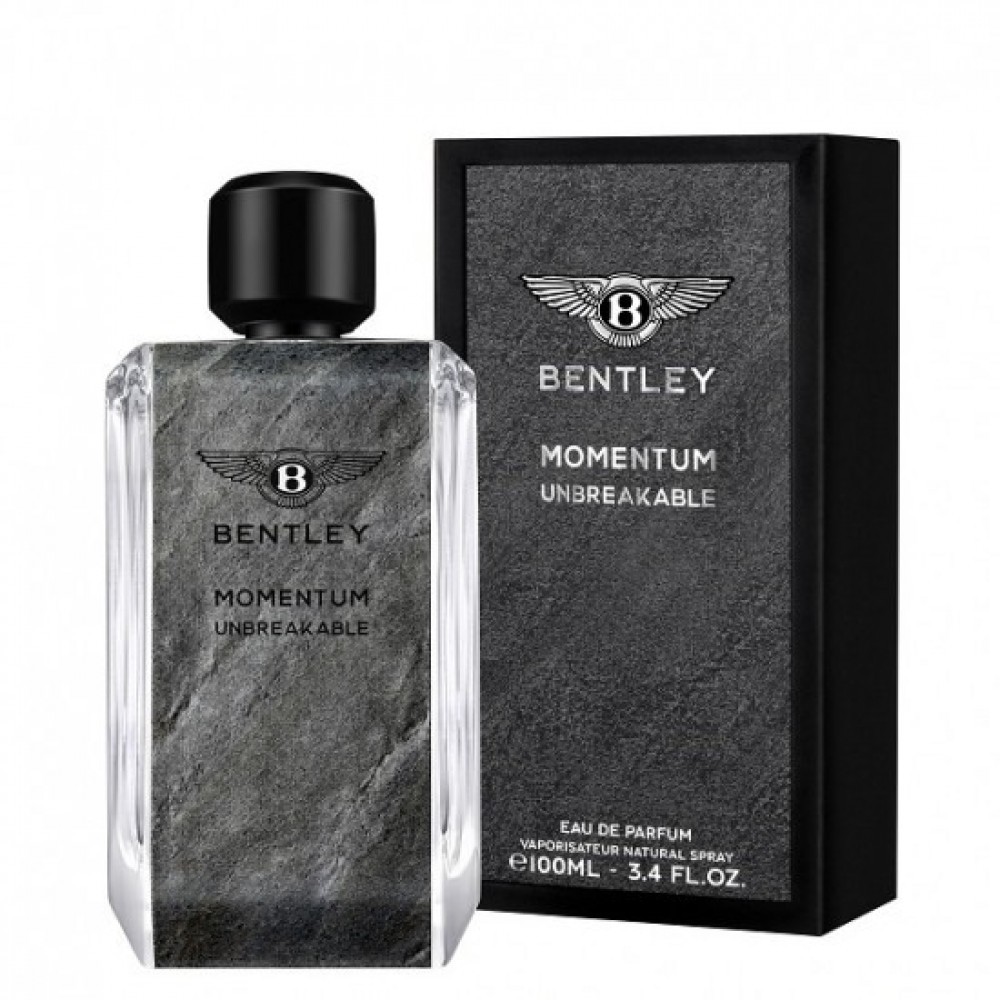 B
BENTLEY
MOMENTUM
UNBREAKABLE
B
BENTLEY
MOMENTUM
UNBREAKABLE
EAU DE PARFUM
VAPORISATEUR NATURAL SPRAY
℮100ML - 3.4 FL.OZ.